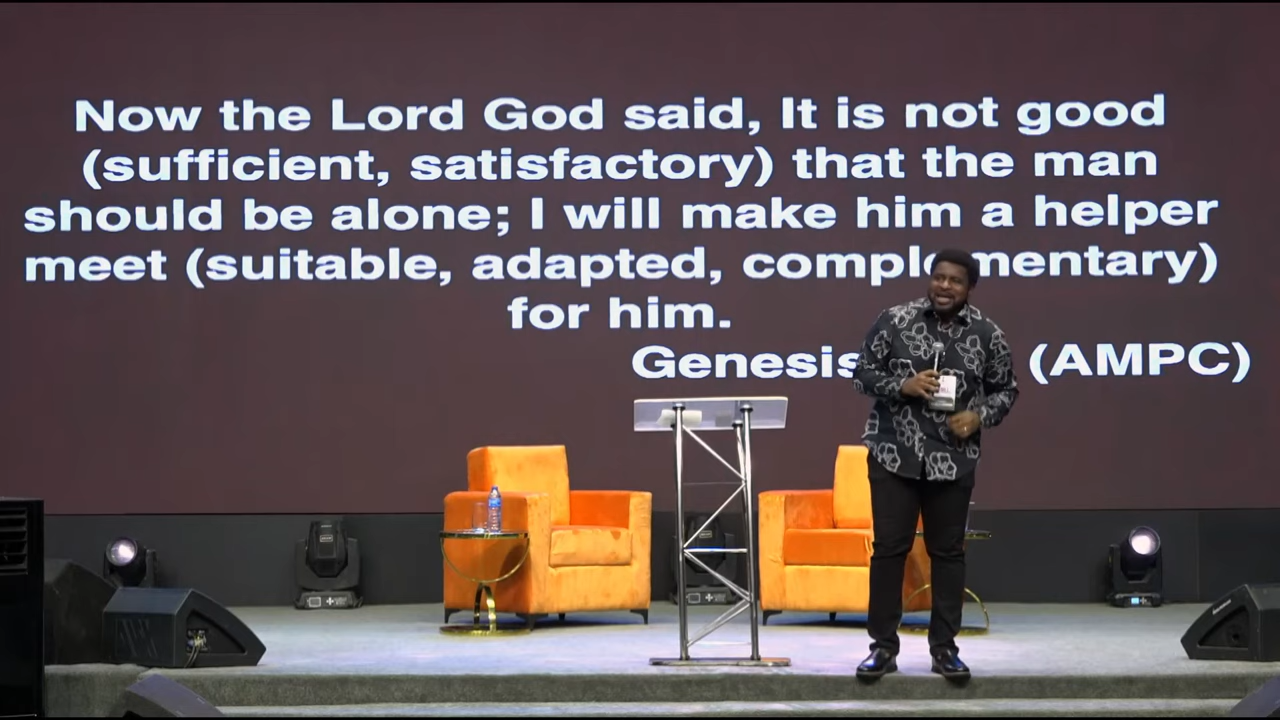 Now the Lord God said, It is not good
(sufficient, satisfactory) that the man
should be alone; I will make him a helper
meet (suitable, adapted, complementary)
for him.
Genesis (AMPC)